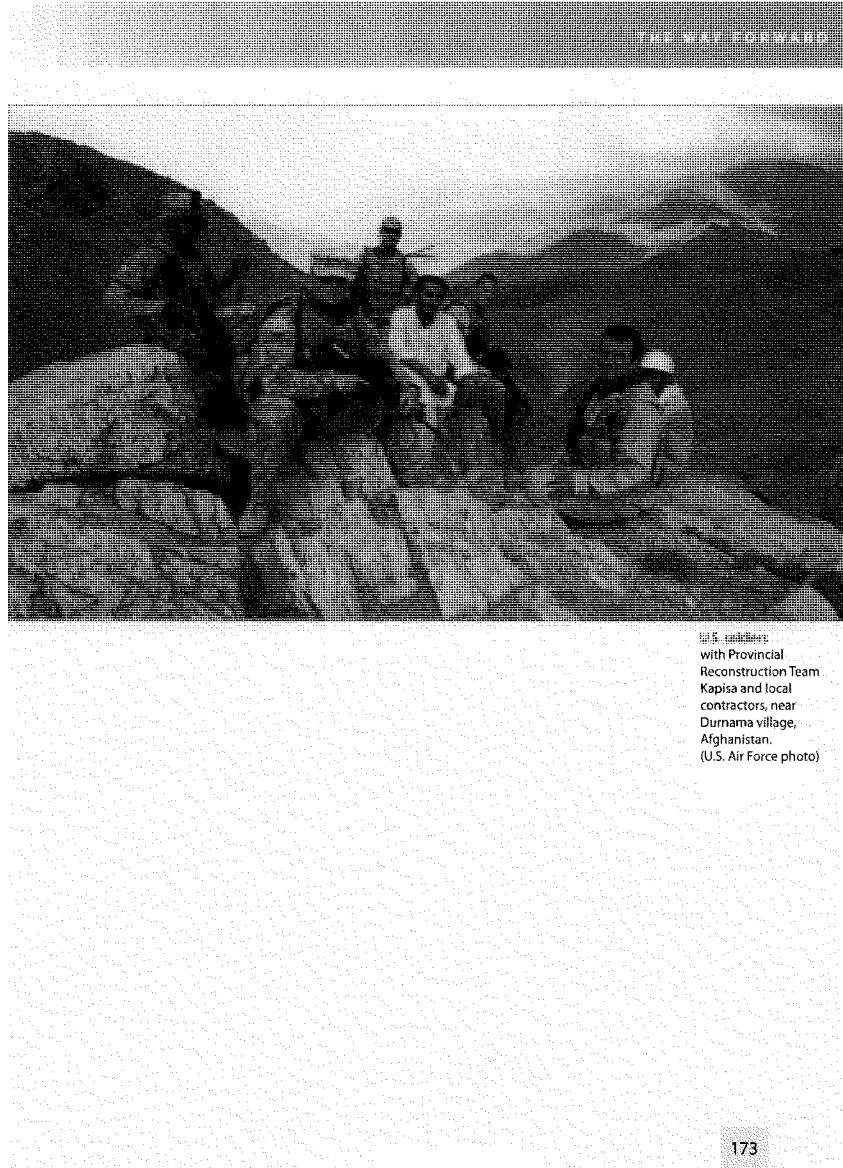 THE WAY FORWARD
U.S. soldiers
with Provincial
Reconstruction Team
Kapisa and local
contractors, near
Durnama village,
Afghanistan.
(U.S. Air Force photo)
173